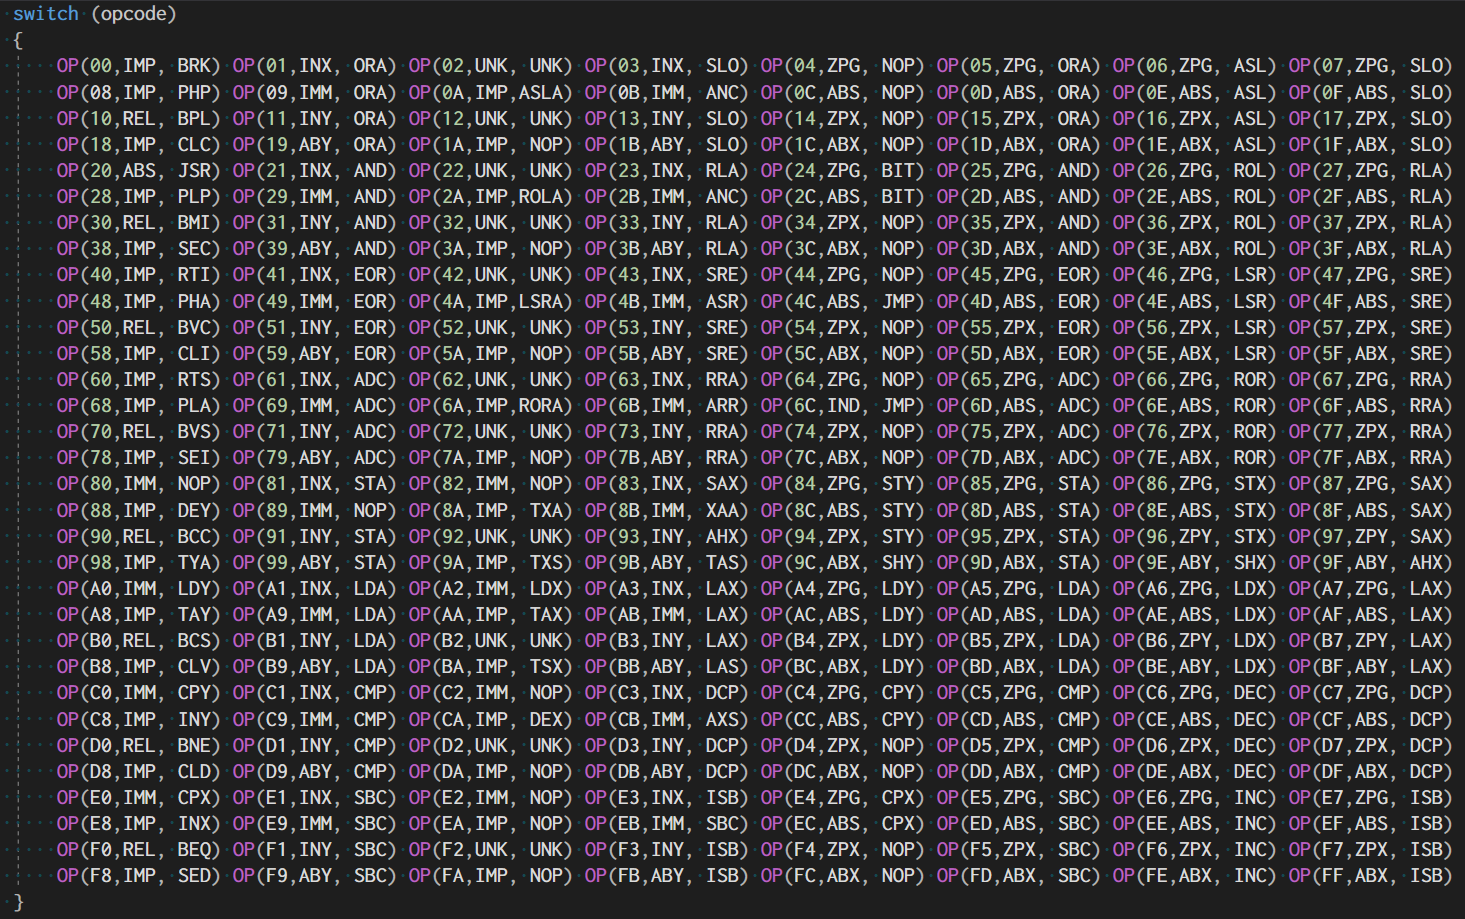 switch (opcode)
{
OP(00,IMP, BRK) OP(01,INX, ORA) OP(02,UNK, UNK) OP(03,INX, SLO) OP(04,ZPG, NOP) OP(05,ZPG, ORA) OP(06,ZPG, ASL) OP(07,ZPG, SLO)
OP(08,IMP, PHP) OP(09,IMM, ORA) OP(0A,IMP,ASLA) OP(0B,IMM, ANC) OP(0C,ABS, NOP) OP(0D,ABS, ORA) OP(0E,ABS, ASL) OP(0F,ABS, SLO)
OP(10,REL, BPL) OP(11,INY, ORA) OP(12,UNK, UNK) OP(13,INY, SLO) OP(14,ZPX, NOP) OP(15,ZPX, ORA) OP(16,ZPX, ASL) OP(17,ZPX, SLO)
OP(18,IMP, CLC) OP(19,ABY, ORA) OP(1A,IMP, NOP) OP(1B,ABY, SLO) OP(1C,ABX, NOP) OP(1D,ABX, ORA) OP(1E,ABX, ASL) OP(1F,ABX, SLO)
OP(20,ABS, JSR) OP(21,INX, AND) OP(22,UNK, UNK) OP(23,INX, RLA) OP(24,ZPG, BIT) OP(25,ZPG, AND) OP(26,ZPG, ROL) OP(27,ZPG, RLA)
OP(28,IMP, PLP) OP(29,IMM, AND) OP(2A,IMP,ROLA) OP(2B,IMM, ANC) OP(2C,ABS, BIT) OP(2D,ABS, AND) OP(2E,ABS, ROL) OP(2F,ABS, RLA)
OP(30,REL, BMI) OP(31,INY, AND) OP(32,UNK, UNK) OP(33,INY, RLA) OP(34,ZPX, NOP) OP(35,ZPX, AND) OP(36,ZPX, ROL) OP(37,ZPX, RLA)
OP(38,IMP, SEC) OP(39,ABY, AND) OP(3A,IMP, NOP) OP(3B,ABY, RLA) OP(3C,ABX, NOP) OP(3D,ABX, AND) OP(3E,ABX, ROL) OP(3F,ABX, RLA)
OP(40,IMP, RTI) OP(41,INX, EOR) OP(42,UNK, UNK) OP(43,INX, SRE) OP(44,ZPG, NOP) OP(45,ZPG, EOR) OP(46,ZPG, LSR) OP(47,ZPG, SRE)
OP(48,IMP, PHA) OP(49,IMM, EOR) OP(4A,IMP,LSRA) OP(4B,IMM, ASR) OP(4C,ABS, JMP) OP(4D,ABS, EOR) OP(4E,ABS, LSR) OP(4F,ABS, SRE)
OP(50,REL, BVC) OP(51,INY, EOR) OP(52,UNK, UNK) OP(53,INY, SRE) OP(54,ZPX, NOP) OP(55,ZPX, EOR) OP(56,ZPX, LSR) OP(57,ZPX, SRE)
OP(58,IMP, CLI) OP(59,ABY, EOR) OP(5A,IMP, NOP) OP(5B,ABY, SRE) OP(5C,ABX, NOP) OP(5D,ABX, EOR) OP(5E,ABX, LSR) OP(5F,ABX, SRE)
OP(60,IMP, RTS) OP(61,INX, ADC) OP(62,UNK, UNK) OP(63,INX, RRA) OP(64,ZPG, NOP) OP(65,ZPG, ADC) OP(66,ZPG, ROR) OP(67,ZPG, RRA)
OP(68,IMP, PLA) OP(69,IMM, ADC) OP(6A,IMP,RORA) OP(6B,IMM, ARR) OP(6C,IND, JMP) OP(6D,ABS, ADC) OP(6E,ABS, ROR) OP(6F,ABS, RRA)
OP(70,REL, BVS) OP(71,INY, ADC) OP(72,UNK, UNK) OP(73,INY, RRA) OP(74,ZPX, NOP) OP(75,ZPX, ADC) OP(76,ZPX, ROR) OP(77,ZPX, RRA)
OP(78,IMP, SEI) OP(79,ABY, ADC) OP(7A,IMP, NOP) OP(7B,ABY, RRA) OP(7C,ABX, NOP) OP(7D,ABX, ADC) OP(7E,ABX, ROR) OP(7F,ABX, RRA)
OP(80,IMM, NOP) OP(81,INX, STA) OP(82,IMM, NOP) OP(83,INX, SAX) OP(84,ZPG, STY) OP(85,ZPG, STA) OP(86,ZPG, STX) OP(87,ZPG, SAX)
OP(88,IMP, DEY) OP(89,IMM, NOP) OP(8A,IMP, TXA) OP(8B,IMM, XAA) OP(8C,ABS, STY) OP(8D,ABS, STA) OP(8E,ABS, STX) OP(8F,ABS, SAX)
OP(90,REL, BCC) OP(91,INY, STA) OP(92,UNK, UNK) OP(93,INY, AHX) OP(94,ZPX, STY) OP(95,ZPX, STA) OP(96,ZPY, STX) OP(97,ZPY, SAX)
OP(98,IMP, TYA) OP(99,ABY, STA) OP(9A,IMP, TXS) OP(9B,ABY, TAS) OP(9C,ABX, SHY) OP(9D,ABX, STA) OP(9E,ABY, SHX) OP(9F,ABY, AHX)
OP(A0,IMM, LDY) OP(A1,INX, LDA) OP(A2,IMM, LDX) OP(A3,INX, LAX) OP(A4,ZPG, LDY) OP(A5,ZPG, LDA) OP(A6,ZPG, LDX) OP(A7,ZPG, LAX)
OP(A8,IMP, TAY) OP(A9,IMM, LDA) OP(AA,IMP, TAX) OP(AB,IMM, LAX) OP(AC,ABS, LDY) OP(AD,ABS, LDA) OP(AE,ABS, LDX) OP(AF,ABS, LAX)
OP(B0,REL, BCS) OP(B1,INY, LDA) OP(B2,UNK, UNK) OP(B3,INY, LAX) OP(B4,ZPX, LDY) OP(B5,ZPX, LDA) OP(B6,ZPY, LDX) OP(B7,ZPY, LAX)
OP(B8,IMP, CLV) OP(B9,ABY, LDA) OP(BA,IMP, TSX) OP(BB,ABY, LAS) OP(BC,ABX, LDY) OP(BD,ABX, LDA) OP(BE,ABY, LDX) OP(BF,ABY, LAX)
OP(C0,IMM, CPY) OP(C1,INX, CMP) OP(C2,IMM, NOP) OP(C3,INX, DCP) OP(C4,ZPG, CPY) OP(C5,ZPG, CMP) OP(C6,ZPG, DEC) OP(C7,ZPG, DCP)
OP(C8,IMP, INY) OP(C9,IMM, CMP) OP(CA,IMP, DEX) OP(CB,IMM, AXS) OP(CC,ABS, CPY) OP(CD,ABS, CMP) OP(CE,ABS, DEC) OP(CF,ABS, DCP)
OP(D0,REL, BNE) OP(D1,INY, CMP) OP(D2,UNK, UNK) OP(D3,INY, DCP) OP(D4,ZPX, NOP) OP(D5,ZPX, CMP) OP(D6,ZPX, DEC) OP(D7,ZPX, DCP)
OP(D8,IMP, CLD) OP(D9,ABY, CMP) OP(DA,IMP, NOP) OP(DB,ABY, DCP) OP(DC,ABX, NOP) OP(DD,ABX, CMP) OP(DE,ABX, DEC) OP(DF,ABX, DCP)
OP(E0,IMM, CPX) OP(E1,INX, SBC) OP(E2,IMM, NOP) OP(E3,INX, ISB) OP(E4,ZPG, CPX) OP(E5,ZPG, SBC) OP(E6,ZPG, INC) OP(E7,ZPG, ISB)
OP(E8,IMP, INX) OP(E9,IMM, SBC) OP(EA,IMP, NOP) OP(EB,IMM, SBC) OP(EC,ABS, CPX) OP(ED,ABS, SBC) OP(EE,ABS, INC) OP(EF,ABS, ISB)
OP(F0,REL, BEQ) OP(F1,INY, SBC) OP(F2,UNK, UNK) OP(F3,INY, ISB) OP(F4,ZPX, NOP) OP(F5,ZPX, SBC) OP(F6,ZPX, INC) OP(F7,ZPX, ISB)
OP(F8,IMP, SED) OP(F9,ABY, SBC) OP(FA,IMP, NOP) OP(FB,ABY, ISB) OP(FC,ABX, NOP) OP(FD,ABX, SBC) OP(FE,ABX, INC) OP(FF,ABX, ISB)
}